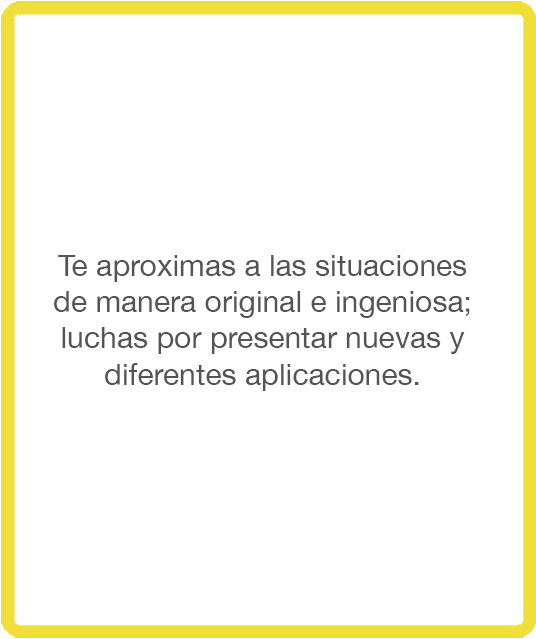 Te aproximas a las situaciones
de manera original e ingeniosa;
luchas por presentar nuevas y
diferentes aplicaciones.